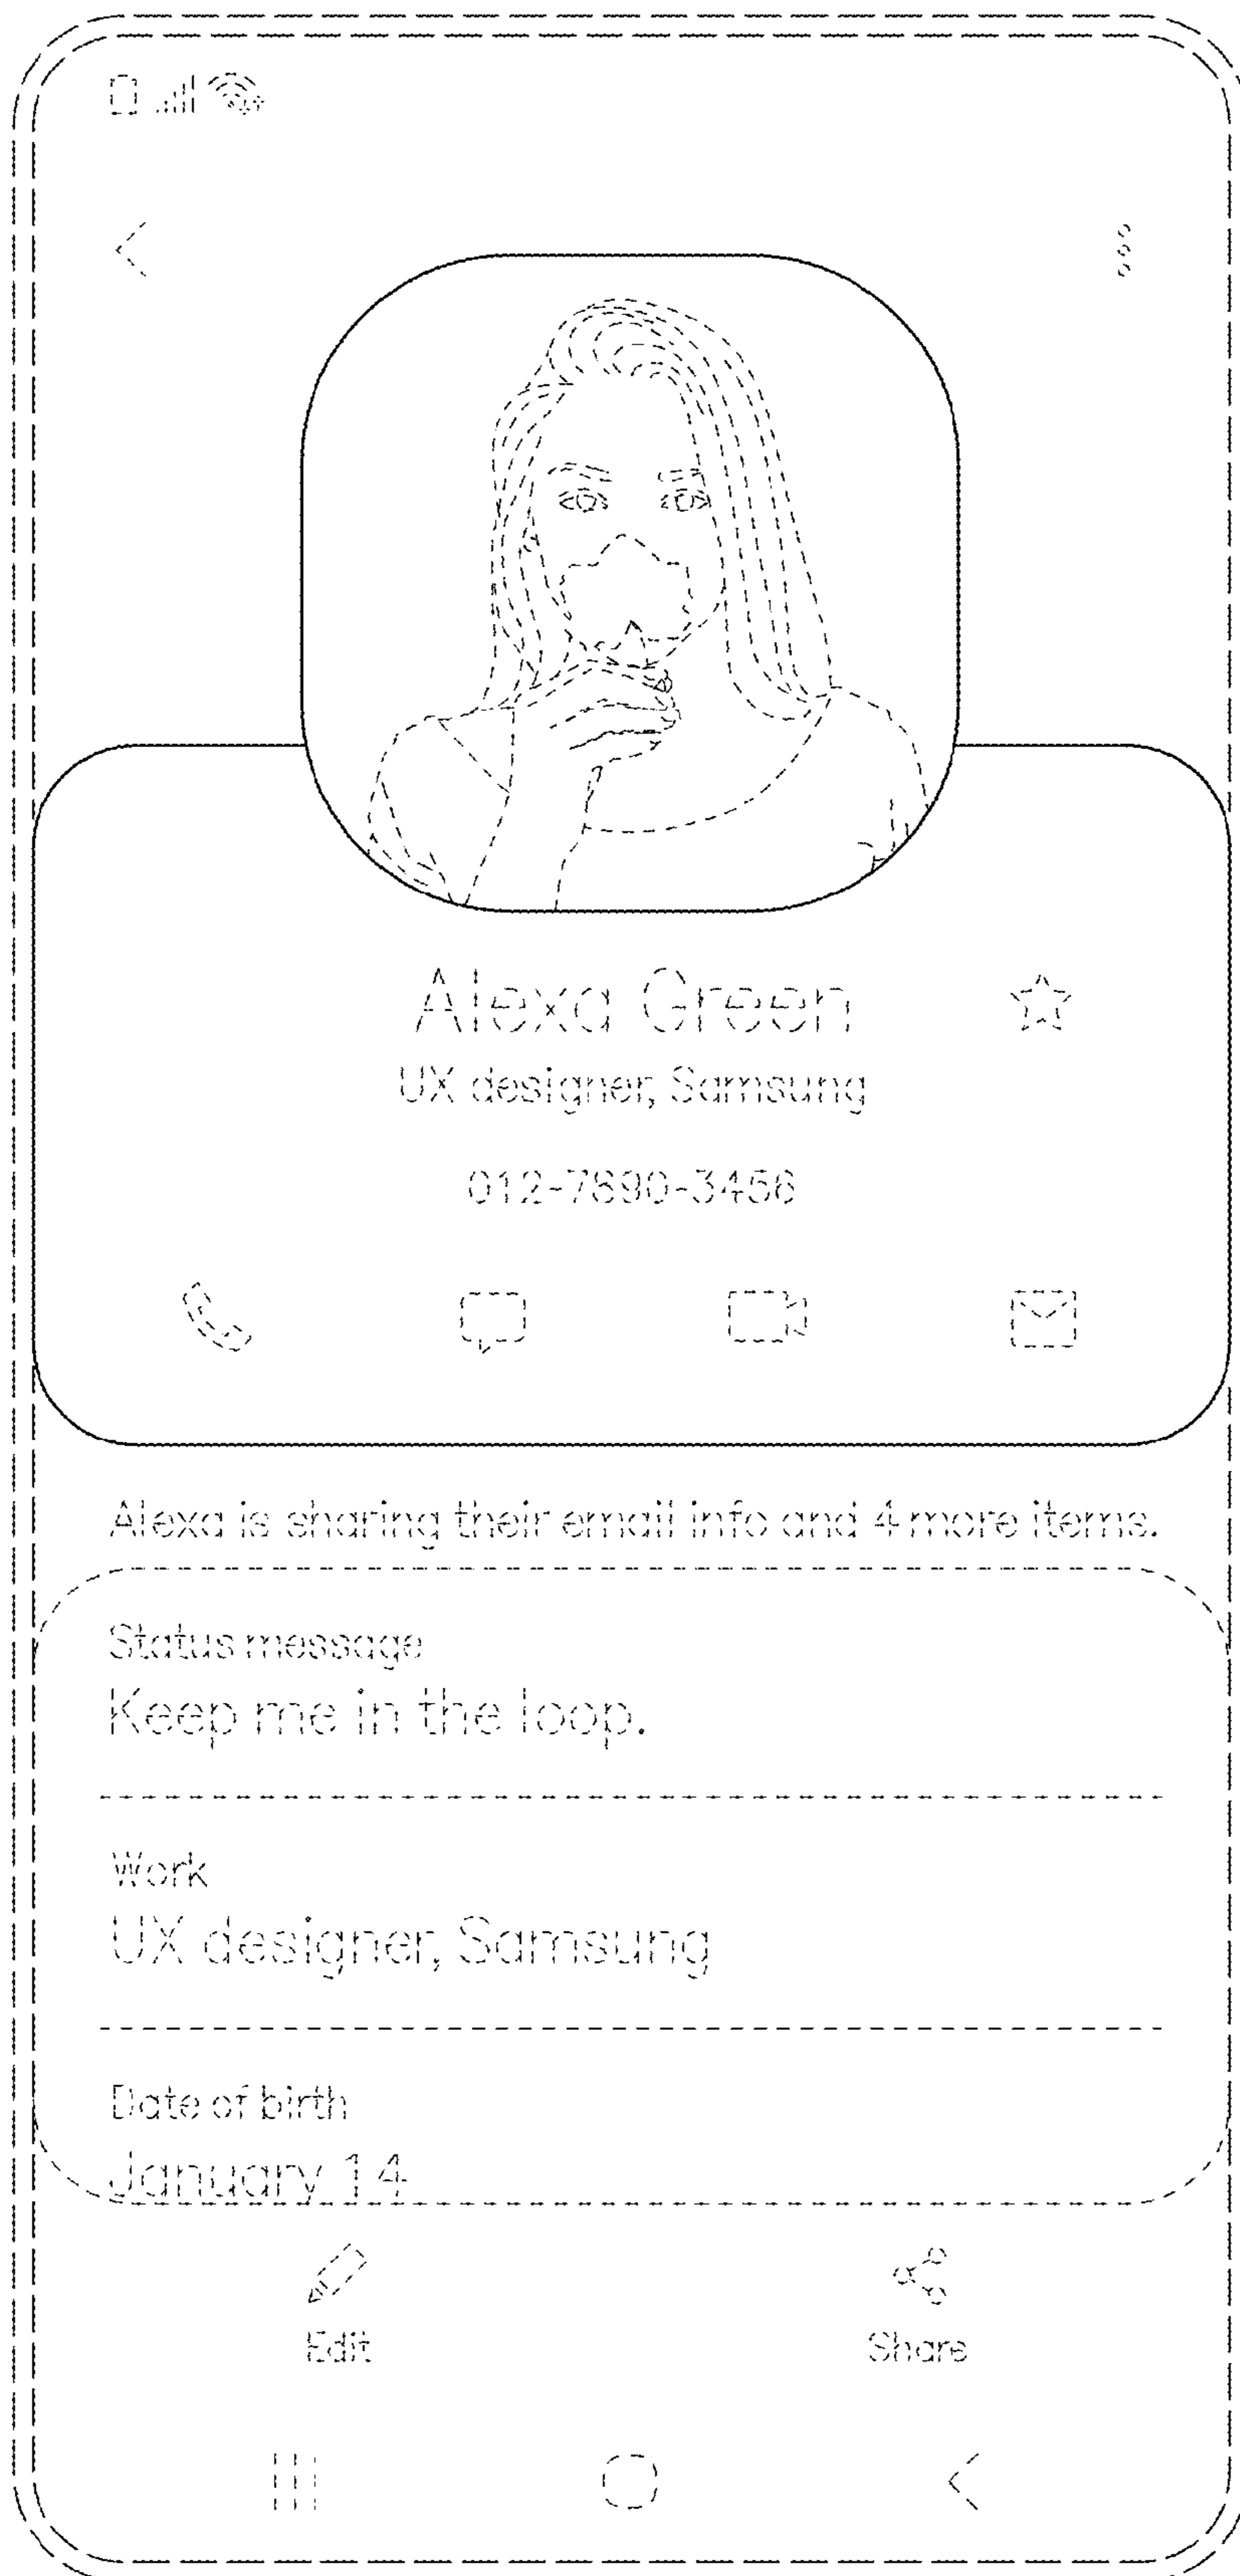 Alexa Green
UX designer, Samsung
012-7890-3456
Alexa is sharing their email info and 4 more items.
Status message
Keep me in the loop.
Work
UX designer, Samsung
Date of birth
January 14
Edit
Share